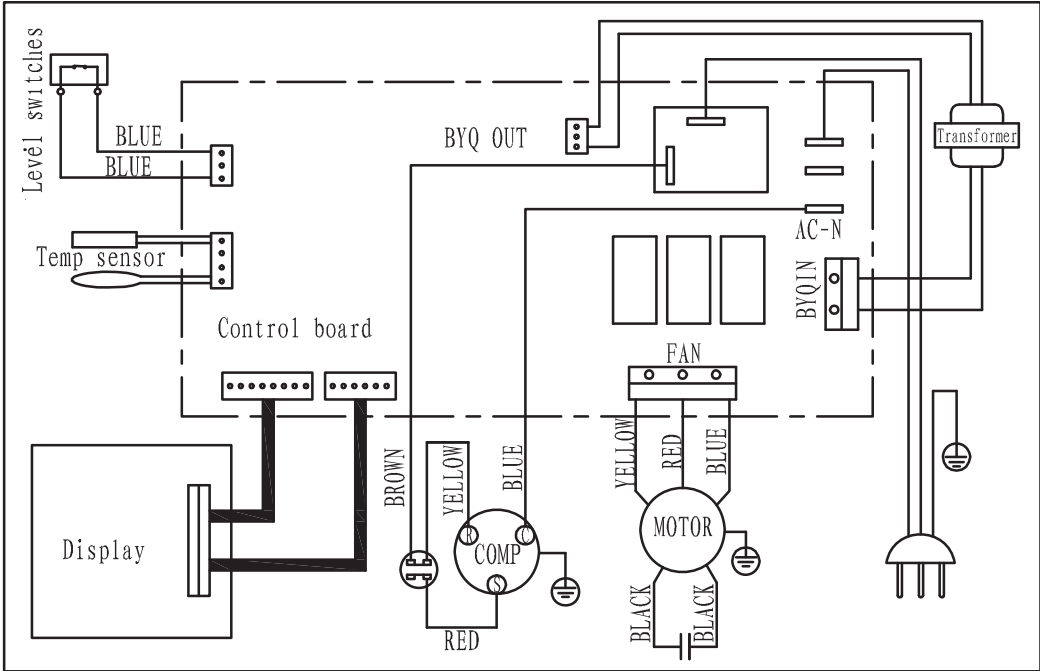 Level switches
BLUE
BLUE
BYQ OUT
Transformer
AC-N
Temp sensor
BYQIN
Control board
FAN
BROWN
YELLOW
BLUE
YELLOW
RED
BLUE
R
C
COMP
S
MOTOR
Display
RED
BLACK
BLACK